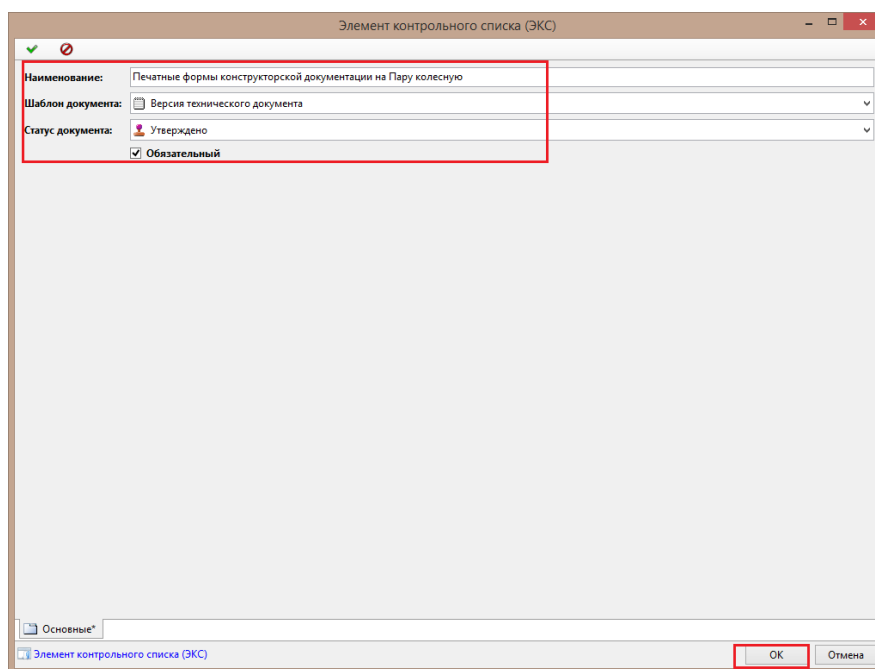 Элемент контрольного списка (ЭКС)
Наименование: Печатные формы конструкторской документации на Пару колесную
Шаблон документа: Версия технического документа
Статус документа: Утверждено
Обязательный
Основные*
Элемент контрольного списка (ЭКС) OK Отмена